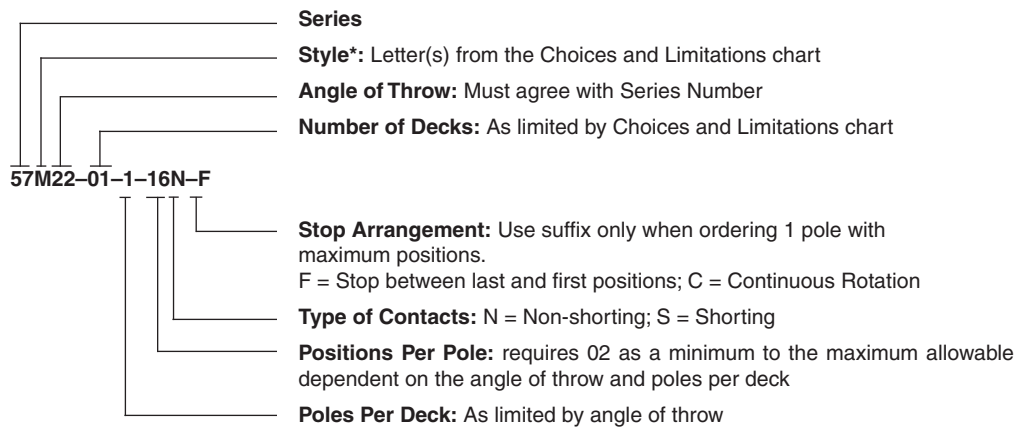 Series
Style*: Letter(s) from the Choices and Limitations chart
Angle of Throw: Must agree with Series Number
Number of Decks: As limited by Choices and Limitations chart
57M22–01–1–16N–F
Stop Arrangement: Use suffix only when ordering 1 pole with
maximum positions.
F = Stop between last and first positions; C = Continuous Rotation
Type of Contacts: N = Non-shorting; S = Shorting
Positions Per Pole: requires 02 as a minimum to the maximum allowable
dependent on the angle of throw and poles per deck
Poles Per Deck: As limited by angle of throw